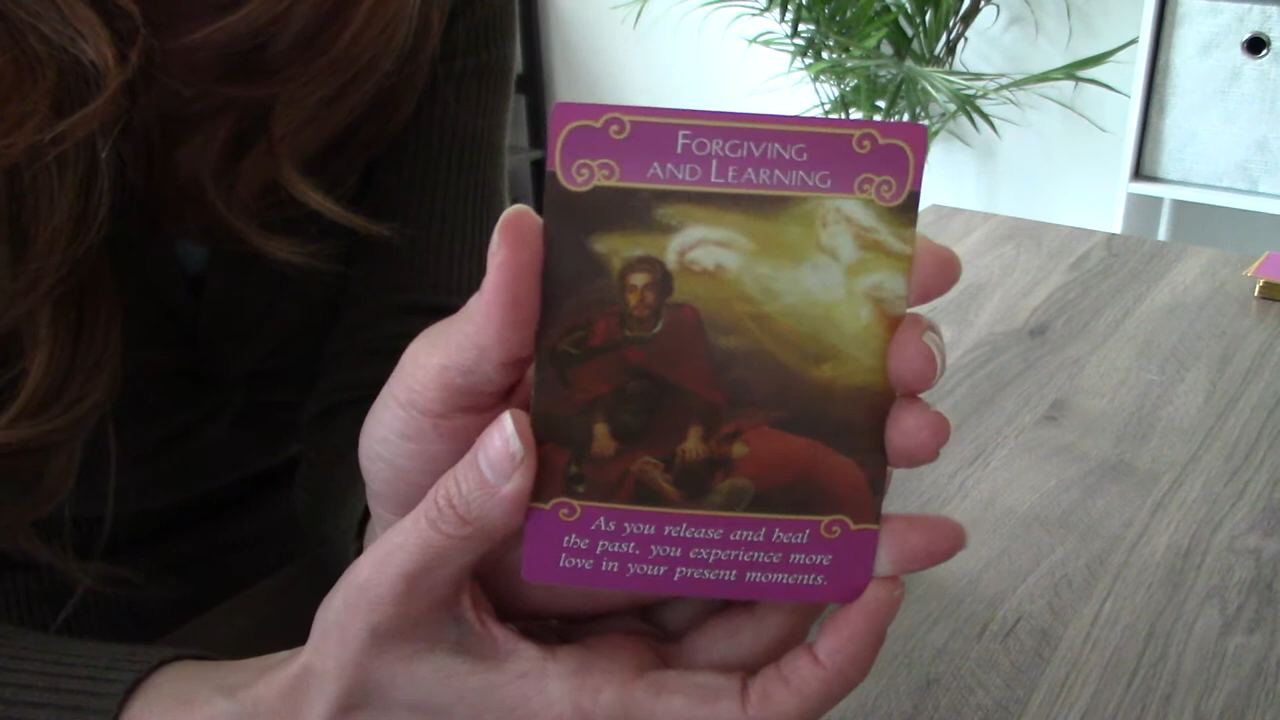 FORGIVING
AND LEARNING
As you release and heal
the past, you experience more
love in your present moments.